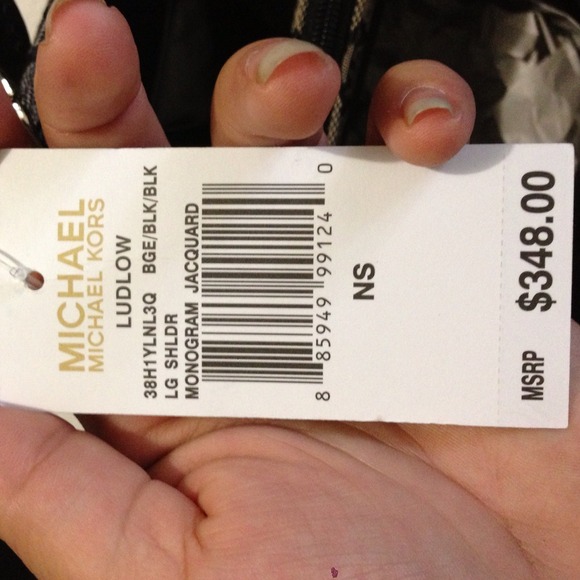 MICHAEL
MICHAEL KORS
LUDLOW
38H1YLNL3Q BGE/BLK/BLK
LG SHLDR
MONOGRAM JACQUARD
8 85949 99124 0
NS
MSRP $348.00